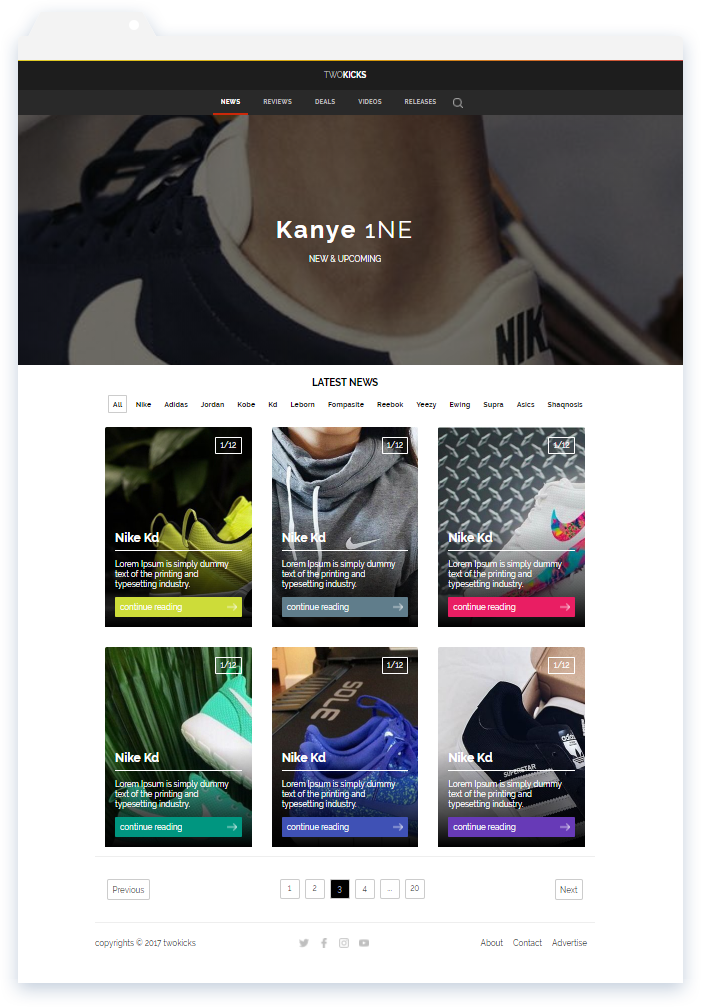 TWOKICKS
NEWS REVIEWS DEALS VIDEOS RELEASES
Kanye 1NE
NEW & UPCOMING
NIK
LATEST NEWS
All Nike Adidas Jordan Kobe Kd Leborn Fompasite Reebok Yeezy Ewing Supra Asics Shaqnosis
1/12
Nike Kd
Lorem Ipsum is simply dummy
text of the printing and
typesetting industry.
continue reading
1/12
Nike Kd
Lorem Ipsum is simply dummy
text of the printing and
typesetting industry.
continue reading
1/12
Nike Kd
Lorem Ipsum is simply dummy
text of the printing and
typesetting industry.
continue reading
1/12
Nike Kd
Lorem Ipsum is simply dummy
text of the printing and
typesetting industry.
continue reading
1/12
SOLE
Nike Kd
Lorem Ipsum is simply dummy
text of the printing and
typesetting industry.
continue reading
1/12
adidas
Nike Kd
SUPERSTAR
Lorem Ipsum is simply dummy
text of the printing and
typesetting industry.
continue reading
Previous 1 2 3 4 ... 20 Next
copyrights © 2017 twokicks About Contact Advertise